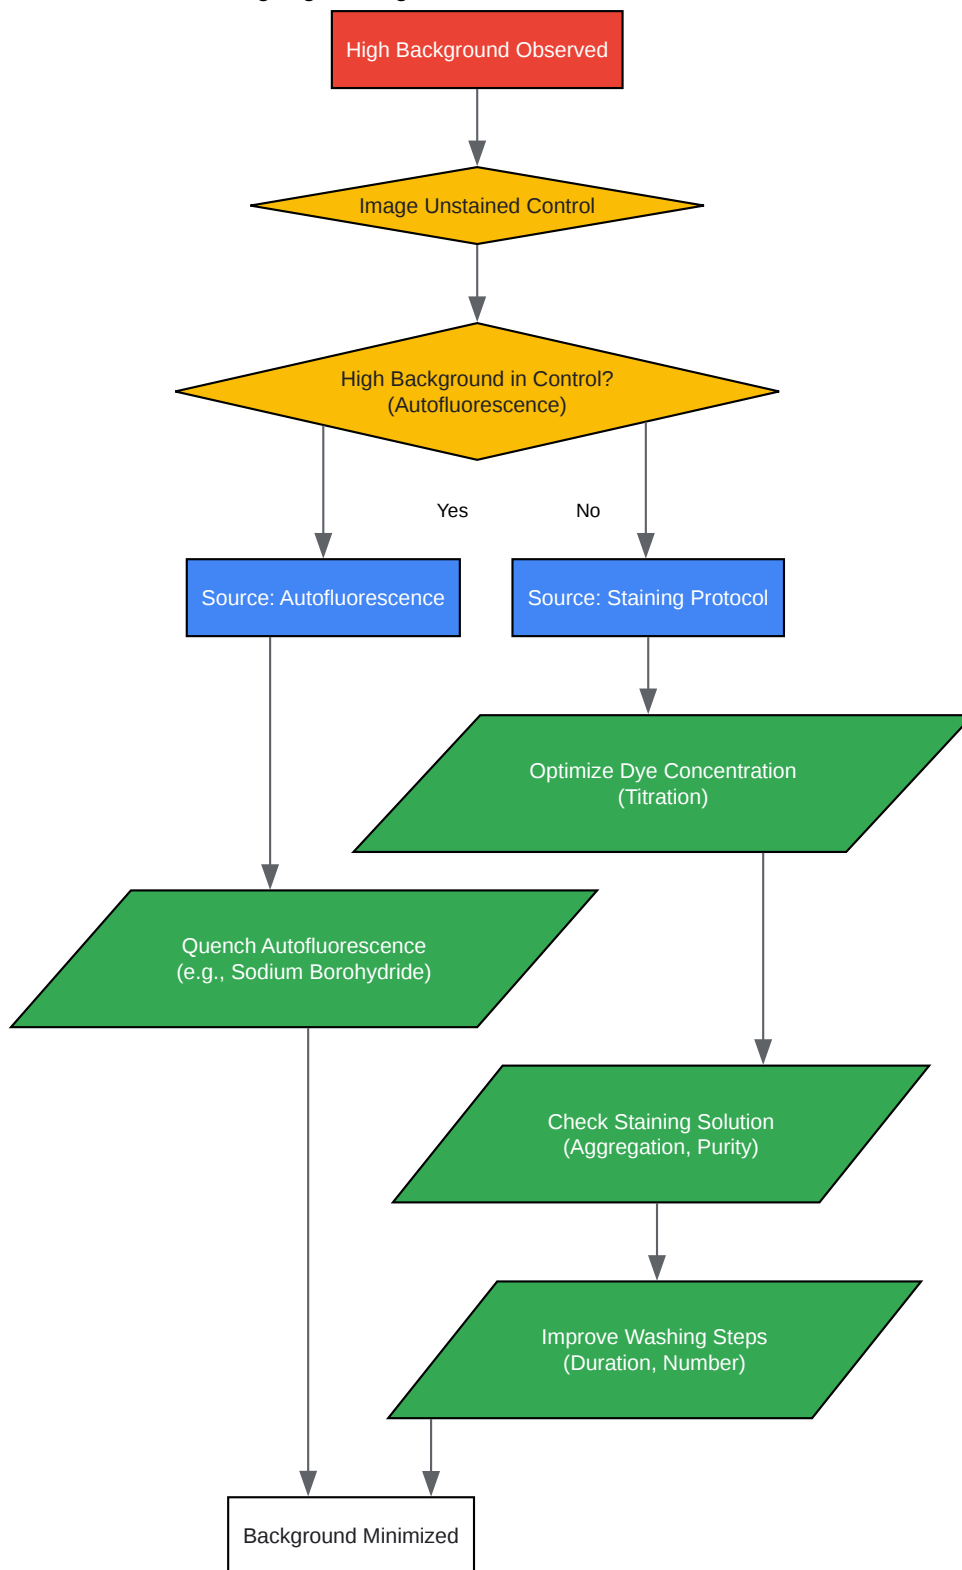 High Background Observed
Image Unstained Control
High Background in Control?
(Autofluorescence)
Yes
No
Source: Autofluorescence
Source: Staining Protocol
Optimize Dye Concentration
(Titration)
Quench Autofluorescence
(e.g., Sodium Borohydride)
Check Staining Solution
(Aggregation, Purity)
Improve Washing Steps
(Duration, Number)
Background Minimized